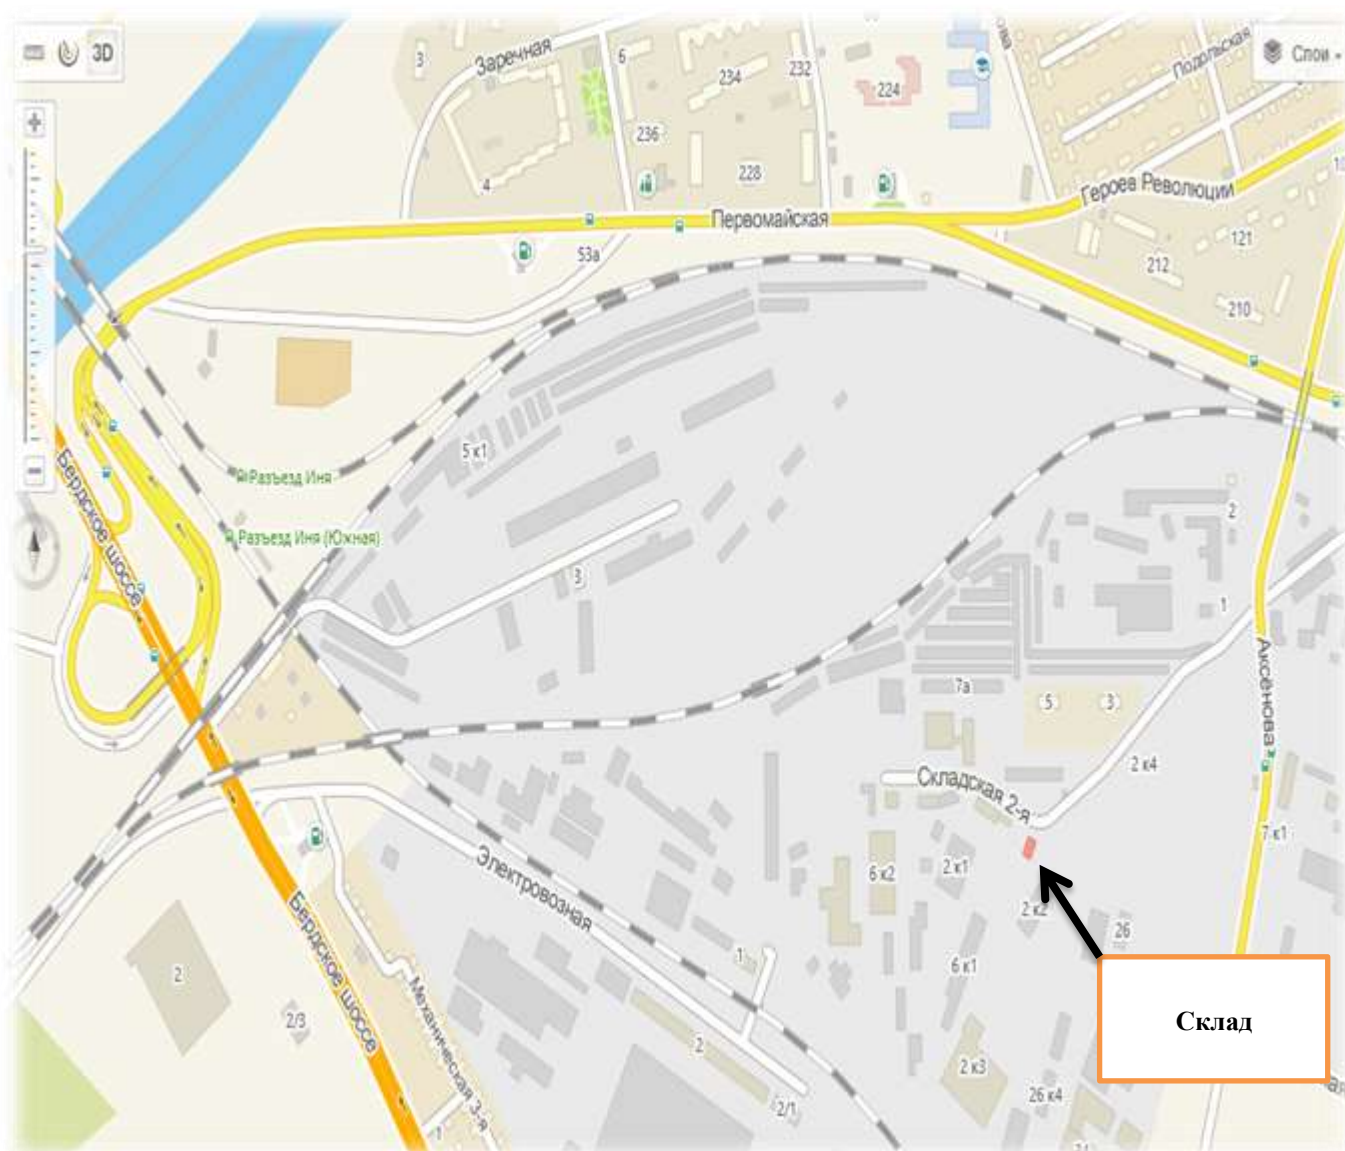 3D
Слои
Заречная
3
6
234
232
224
Подольская
236
4
228
Героев Революции
Первомайская
53а
121
212
210
5 к1
Разъезд Иня
Разъезд Иня (Южная)
Бердское шоссе
3
2
1
Аксёнова
7а
5
3
2 к4
Складская 2-я
7 к1
6 к2
2 к1
2 к2
26
Электровозная
Бердское шоссе
1
6 к1
2
2/3
Механическая 3-я
Склад
2
2 к3
26 к4
2/1
1